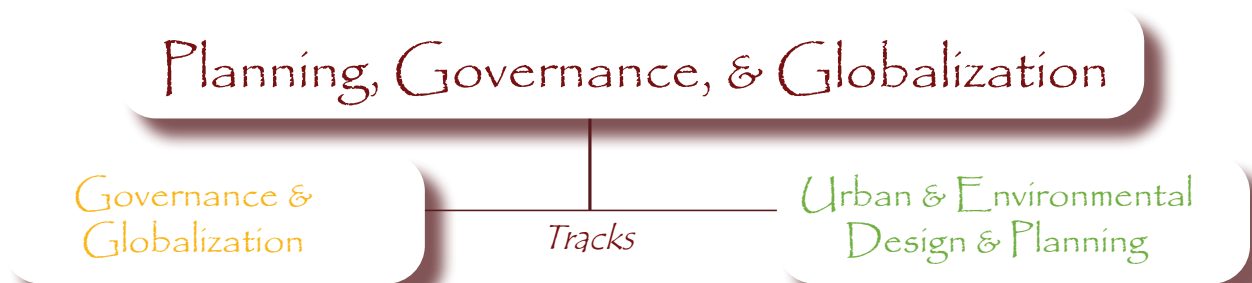 Planning, Governance, & Globalization
Governance &
Globalization
Tracks
Urban & Environmental
Design & Planning